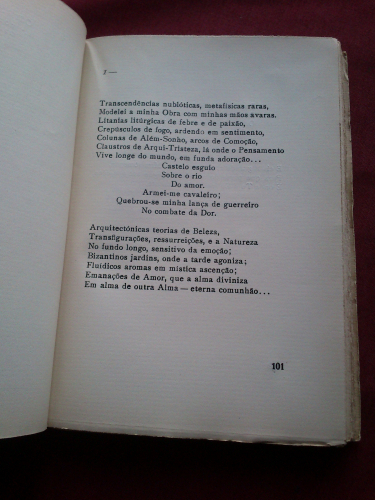 7 —
Transcendências nubióticas, metafísicas raras,
Modelei a minha Obra com minhas mãos avaras.
Litanias litúrgicas de febre e de paixão,
Crepúsculos de fogo, ardendo em sentimento,
Colunas de Além-Sonho, arcos de Comoção,
Claustros de Arqui-Tristeza, lá onde o Pensamento
Vive longe do mundo, em funda adoração...
Castelo esguio
Sobre o rio
Do amor.
Armei-me cavaleiro;
Quebrou-se minha lança de guerreiro
No combate da Dor.
Arquitectónicas teorias de Beleza,
Transfigurações, ressurreições, e a Natureza
No fundo longo, sensitivo da emoção;
Bizantinos jardins, onde a tarde agoniza;
Fluídicos aromas em mística ascenção;
Emanações de Amor, que a alma diviniza
Em alma de outra Alma — eterna comunhão...
101